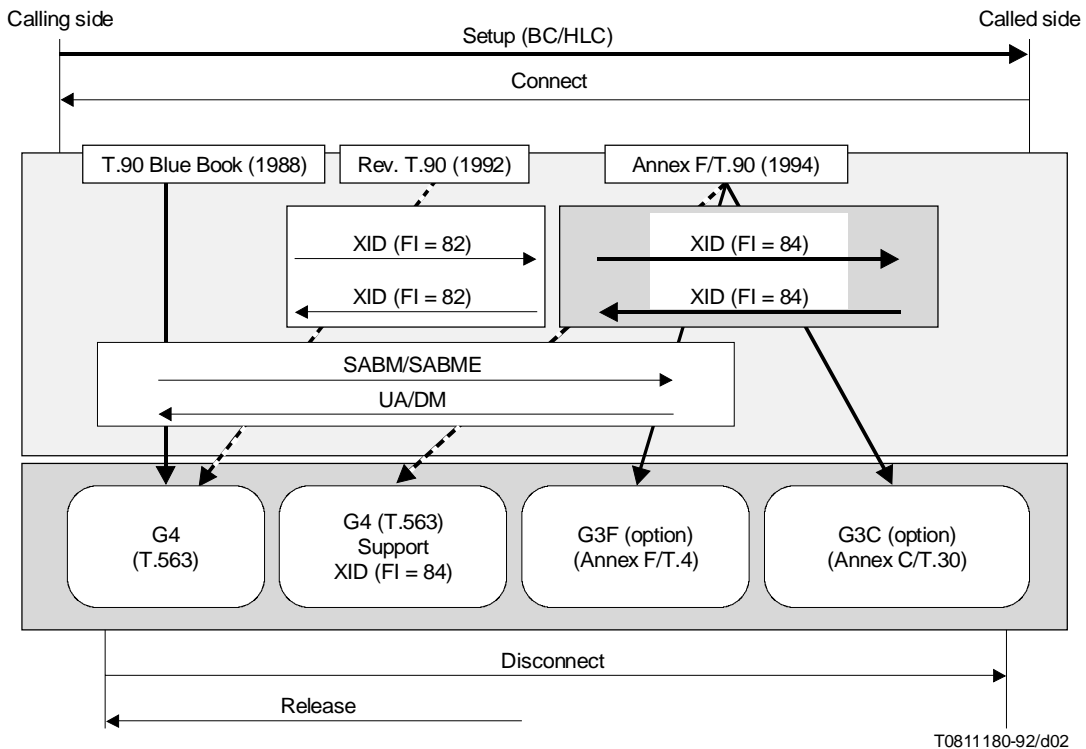 Calling side
Called side
Setup (BC/HLC)
Connect
T.90 Blue Book (1988)
Rev. T.90 (1992)
Annex F/T.90 (1994)
XID (FI = 82)
XID (FI = 84)
XID (FI = 82)
XID (FI = 84)
SABM/SABME
UA/DM
G4
(T.563)
G4 (T.563)
Support
XID (FI = 84)
G3F (option)
(Annex F/T.4)
G3C (option)
(Annex C/T.30)
Disconnect
Release
T0811180-92/d02